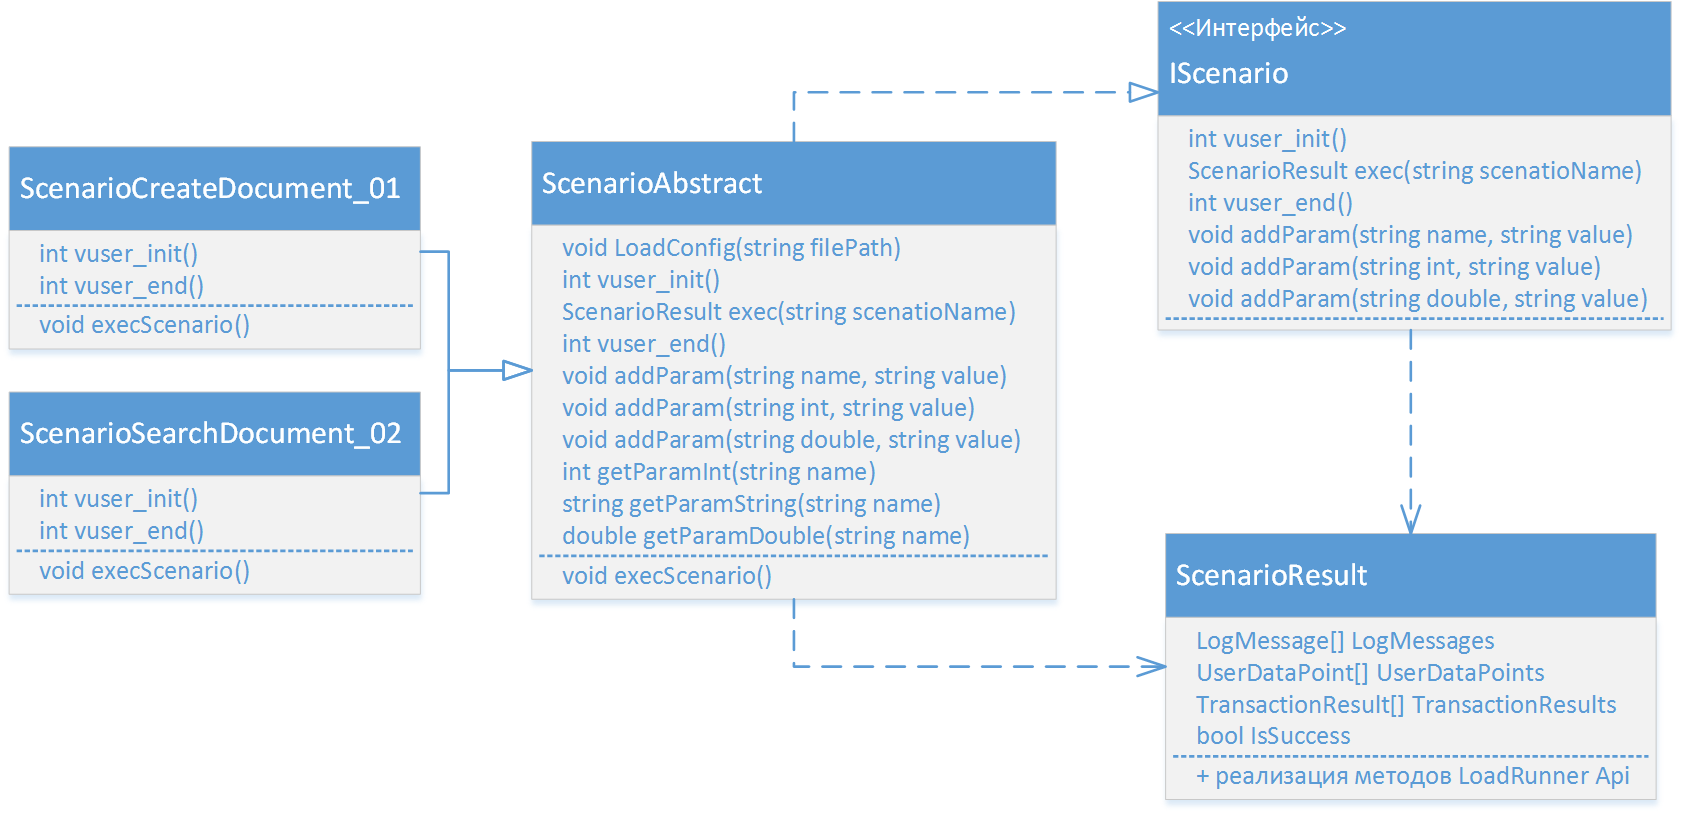 <<Интерфейс>>
IScenario
int vuser_init()
ScenarioResult exec(string scenatioName)
int vuser_end()
void addParam(string name, string value)
void addParam(string int, string value)
void addParam(string double, string value)
ScenarioCreateDocument_01
int vuser_init()
int vuser_end()
void execScenario()
ScenarioSearchDocument_02
int vuser_init()
int vuser_end()
void execScenario()
ScenarioAbstract
void LoadConfig(string filePath)
int vuser_init()
ScenarioResult exec(string scenatioName)
int vuser_end()
void addParam(string name, string value)
void addParam(string int, string value)
void addParam(string double, string value)
int getParamInt(string name)
string getParamString(string name)
double getParamDouble(string name)
void execScenario()
ScenarioResult
LogMessage[] LogMessages
UserDataPoint[] UserDataPoints
TransactionResult[] TransactionResults
bool IsSuccess
+ реализация методов LoadRunner Api